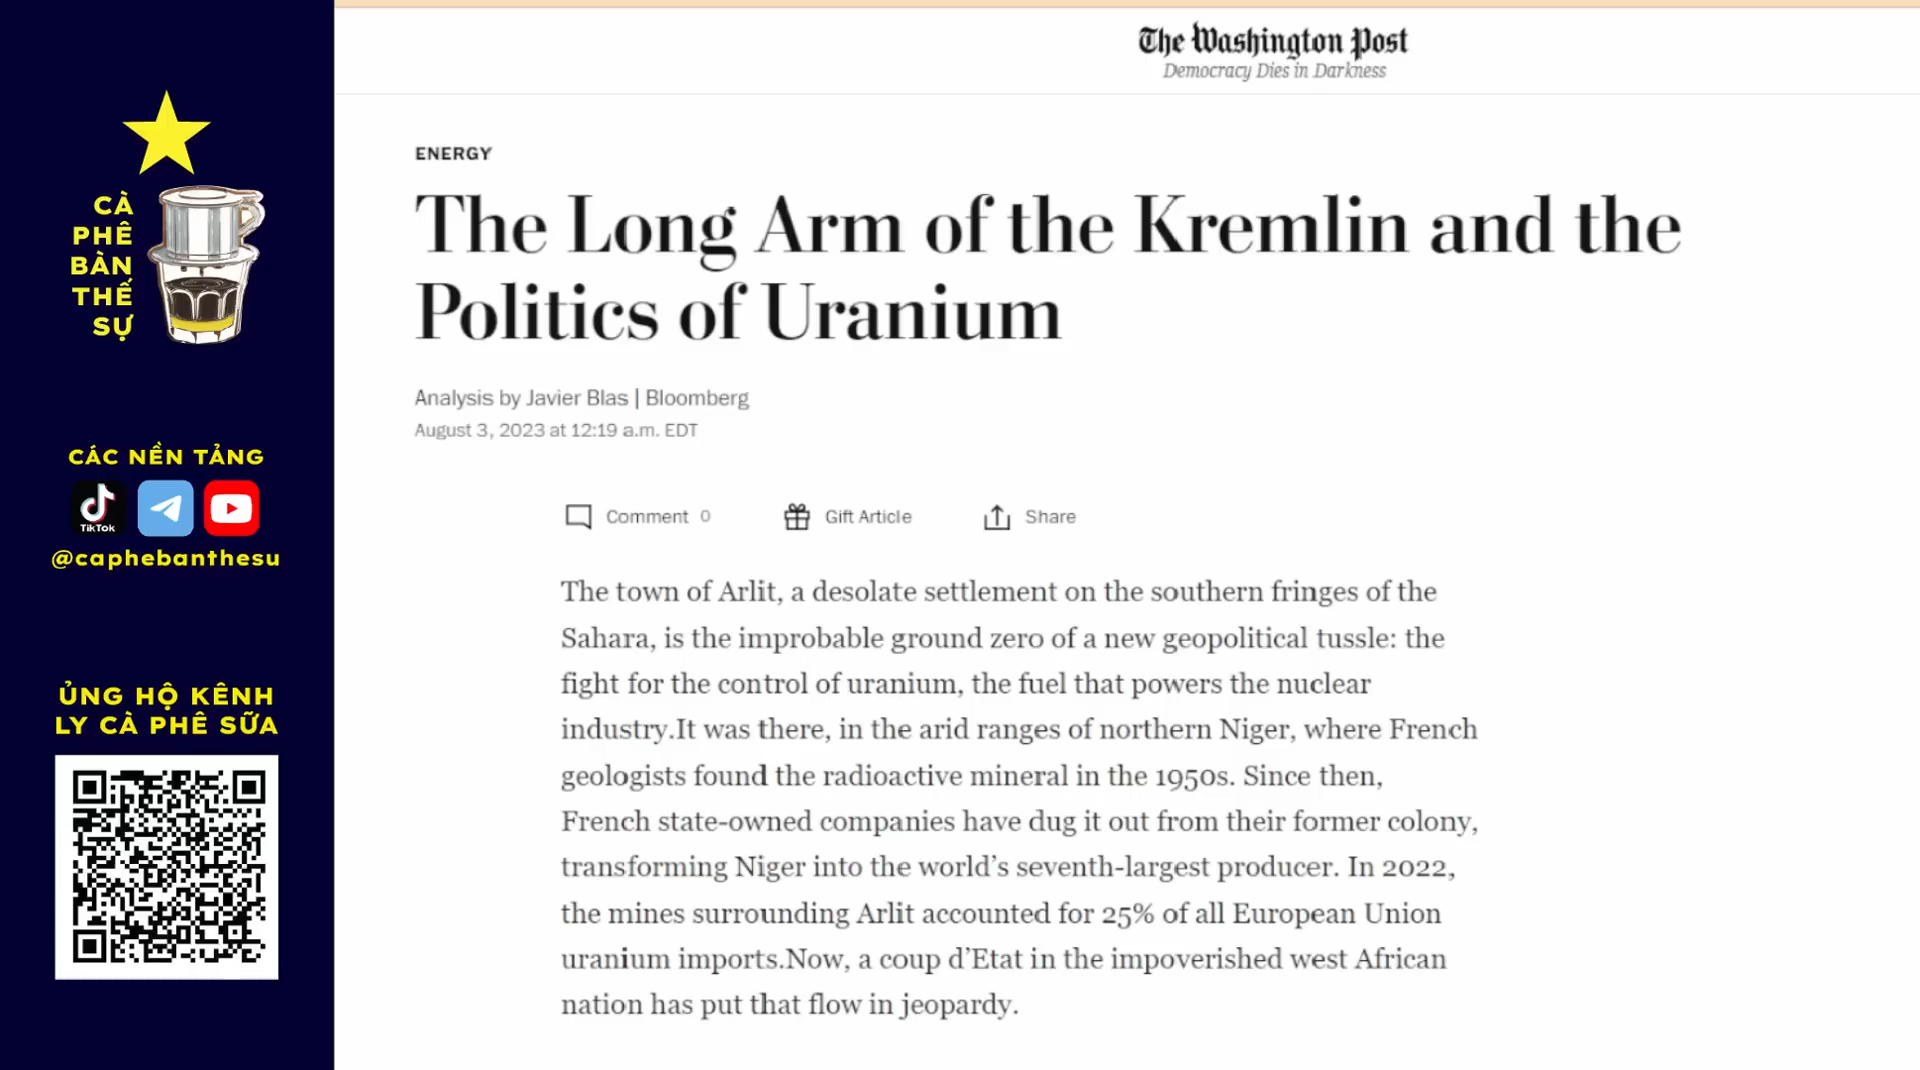 CÀ
PHÊ
BÀN
THẾ
SỰ
CÁC NỀN TẢNG
TikTok
@caphebanthesu
ỦNG HỘ KÊNH
LY CÀ PHÊ SỮA
The Washington Post
Democracy Dies in Darkness
ENERGY
The Long Arm of the Kremlin and the
Politics of Uranium
Analysis by Javier Blas | Bloomberg
August 3, 2023 at 12:19 a.m. EDT
Comment 0 Gift Article Share
The town of Arlit, a desolate settlement on the southern fringes of the
Sahara, is the improbable ground zero of a new geopolitical tussle: the
fight for the control of uranium, the fuel that powers the nuclear
industry.It was there, in the arid ranges of northern Niger, where French
geologists found the radioactive mineral in the 1950s. Since then,
French state-owned companies have dug it out from their former colony,
transforming Niger into the world's seventh-largest producer. In 2022,
the mines surrounding Arlit accounted for 25% of all European Union
uranium imports.Now, a coup d'Etat in the impoverished west African
nation has put that flow in jeopardy.